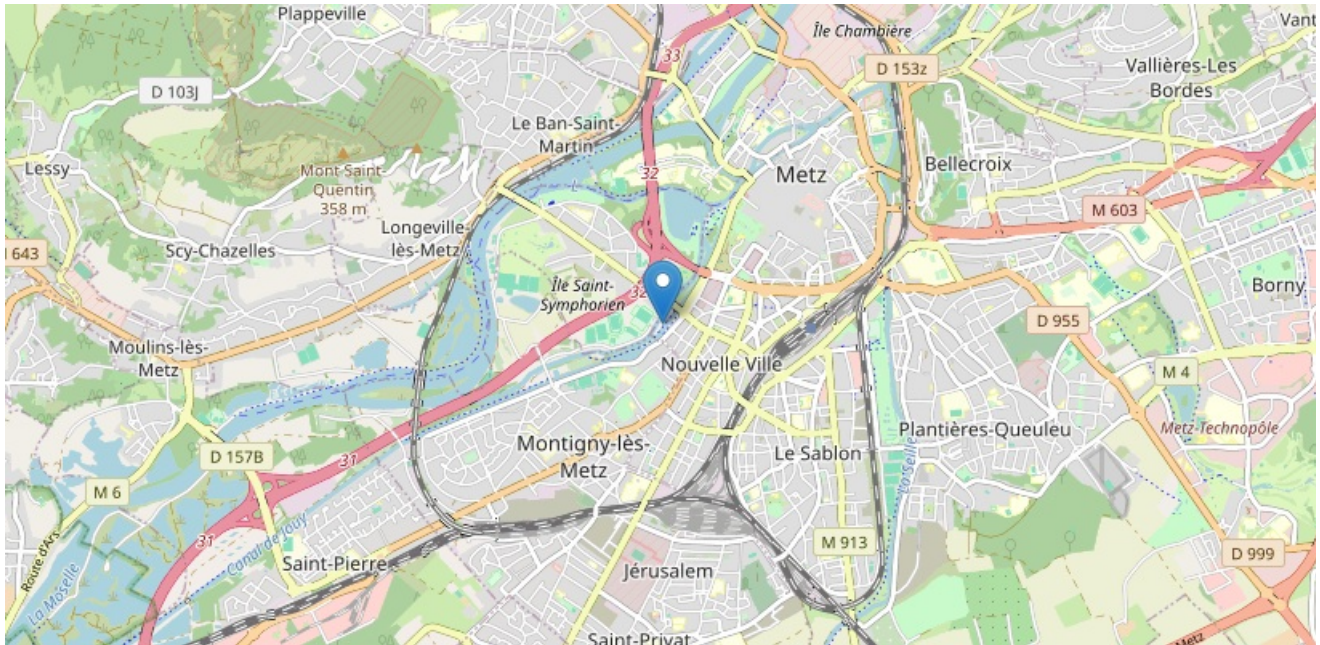 Plappeville
Île Chambière
Vant
33
D 153z
Vallières-Les
Bordes
D 103J
Le Ban-Saint-
Martin
Lessy
Mont Saint-
Quentin
358 m
32
Metz
Bellecroix
M 603
Longeville-
lès-Metz
Scy-Chazelles
643
Île Saint-
Symphorien
32
Borny
D 955
Moulins-lès-
Metz
Nouvelle Ville
M 4
Montigny-lès-
Metz
Le Sablon
Plantières-Queuleu
Metz-Technopôle
D 157B
31
M 6
La Seille
31
Canal de Jouy
M 913
D 999
Route d'Ars
La Moselle
Saint-Pierre
Jérusalem
Saint-Privat
Metz